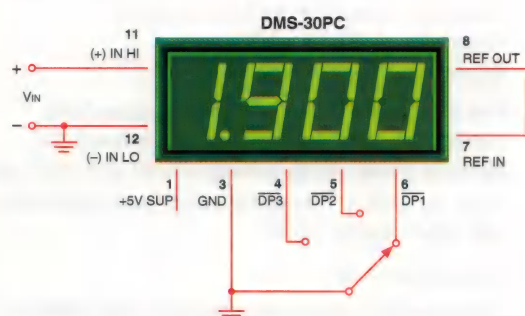 DMS-30PC
11
(+) IN HI
8
REF OUT
+
VIN
1.900
–
12
(–) IN LO
7
REF IN
1
+5V SUP
3
GND
4
DP3
5
DP2
6
DP1